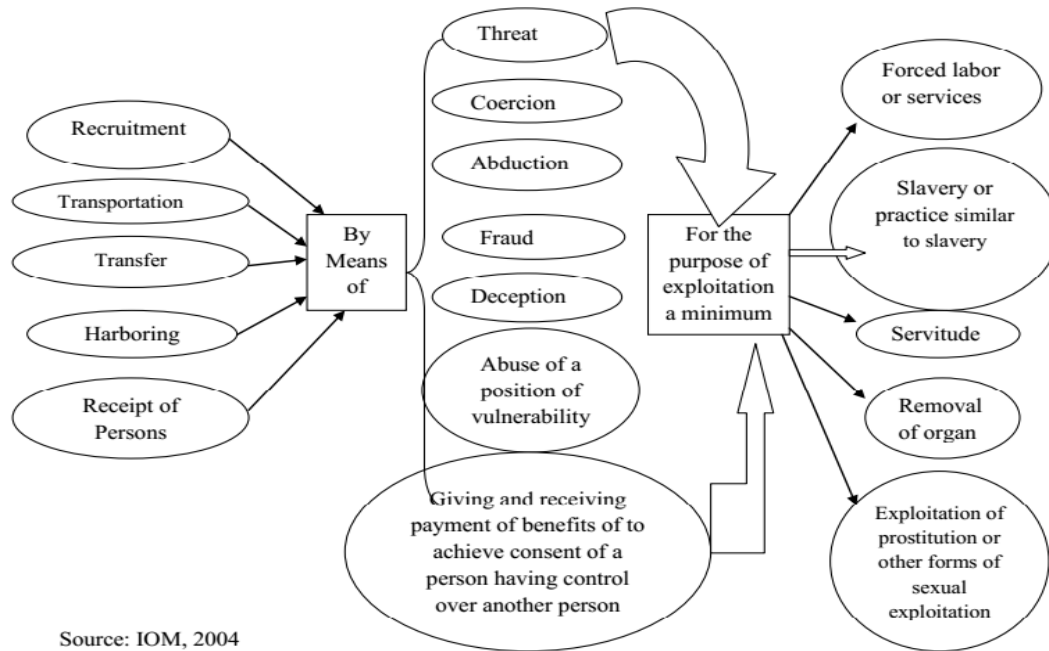 Recruitment
Transportation
Transfer
Harboring
Receipt of
Persons
By
Means
of
Threat
Coercion
Abduction
Fraud
Deception
Abuse of a
position of
vulnerability
Giving and receiving
payment of benefits of to
achieve consent of a
person having control
over another person
For the
purpose of
exploitation
a minimum
Forced labor
or services
Slavery or
practice similar
to slavery
Servitude
Removal
of organ
Exploitation of
prostitution or
other forms of
sexual
exploitation
Source: IOM, 2004